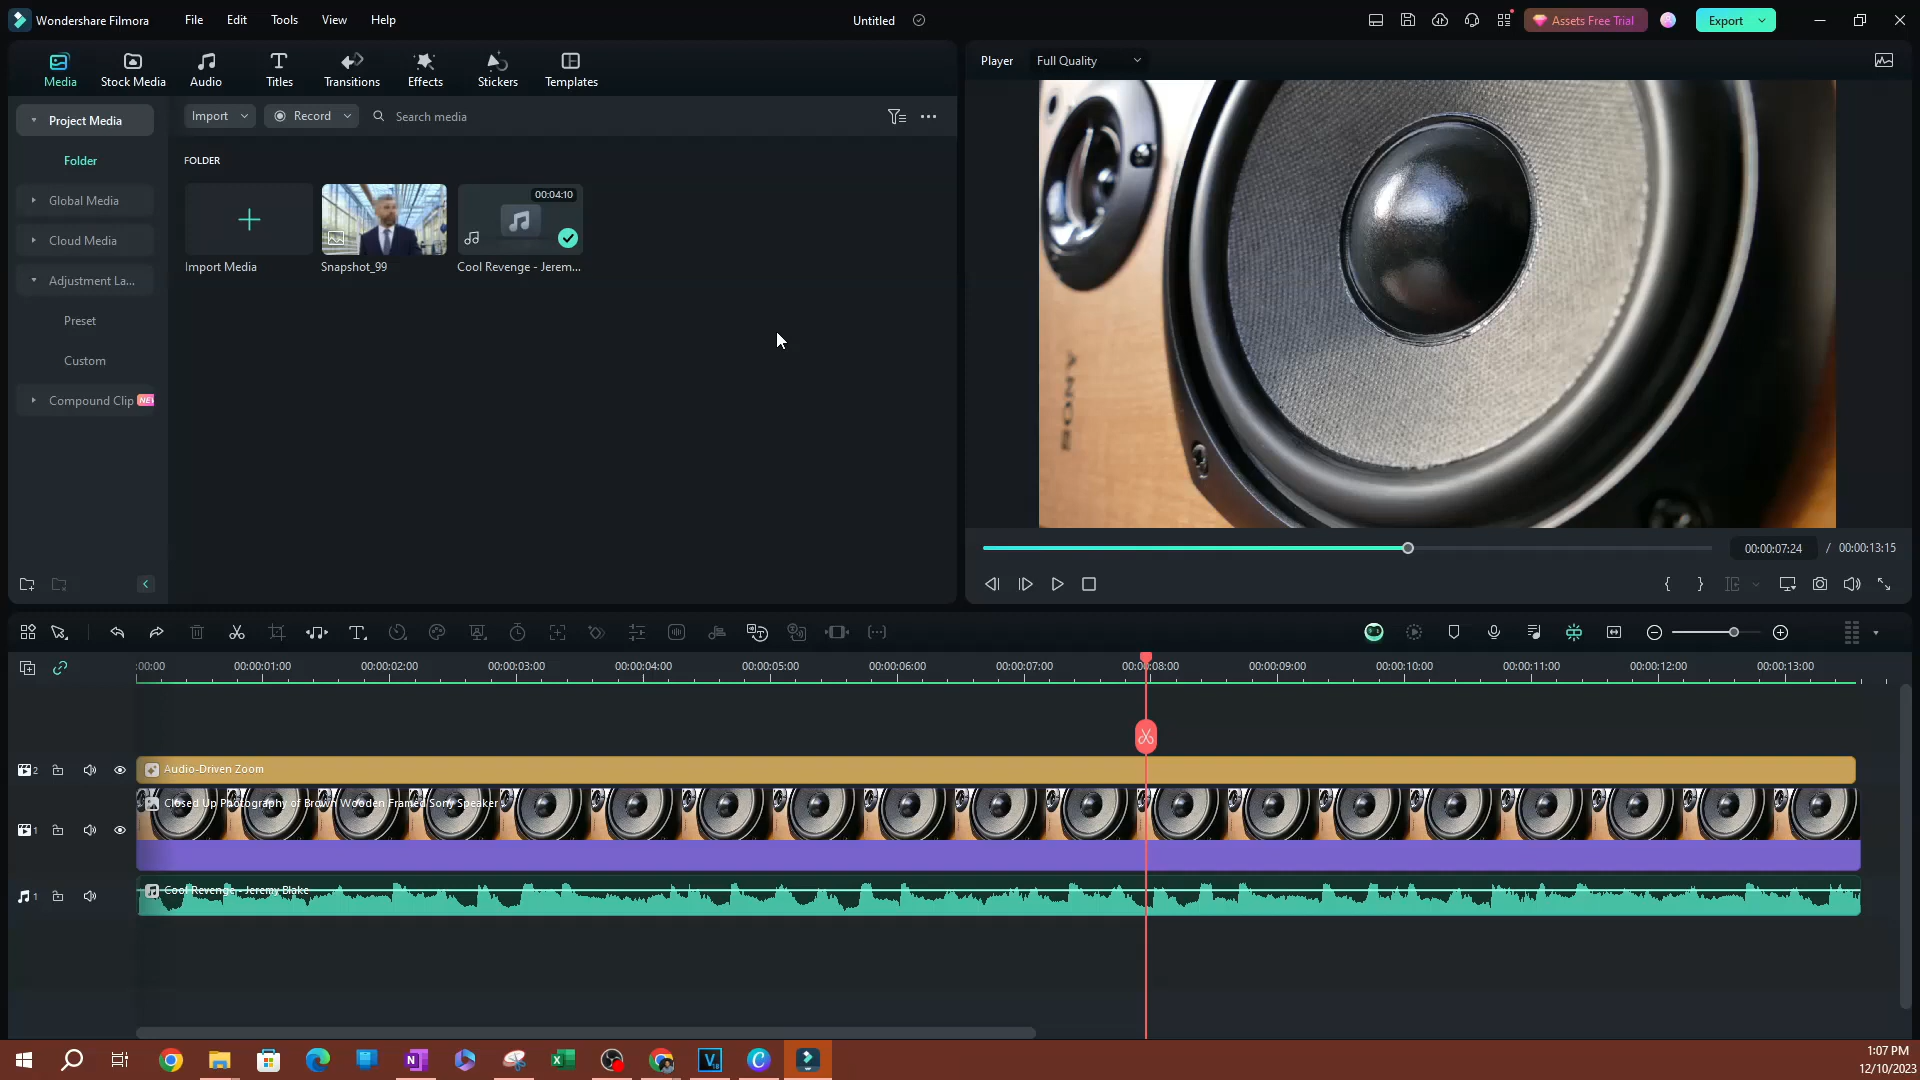 Wondershare Filmora
File
Edit
Tools
View
Help
Untitled
Assets Free Trial
Export
Media
Stock Media
Audio
Titles
Transitions
Effects
Stickers
Templates
Player
Full Quality
Project Media
Folder
Global Media
Cloud Media
Adjustment La...
Preset
Custom
Compound Clip
NEW
Import
Record
Search media
FOLDER
Import Media
Snapshot_99
00:04:10
Cool Revenge - Jerem...
SONY
00:00:07:24 / 00:00:13:15
:00:00
00:00:01:00
00:00:02:00
00:00:03:00
00:00:04:00
00:00:05:00
00:00:06:00
00:00:07:00
00:00:08:00
00:00:09:00
00:00:10:00
00:00:11:00
00:00:12:00
00:00:13:00
2
Audio-Driven Zoom
1
Closed Up Photography of Brown Wooden Framed Sony Speaker
1
Cool Revenge - Jeremy Blake
1:07 PM
12/10/2023